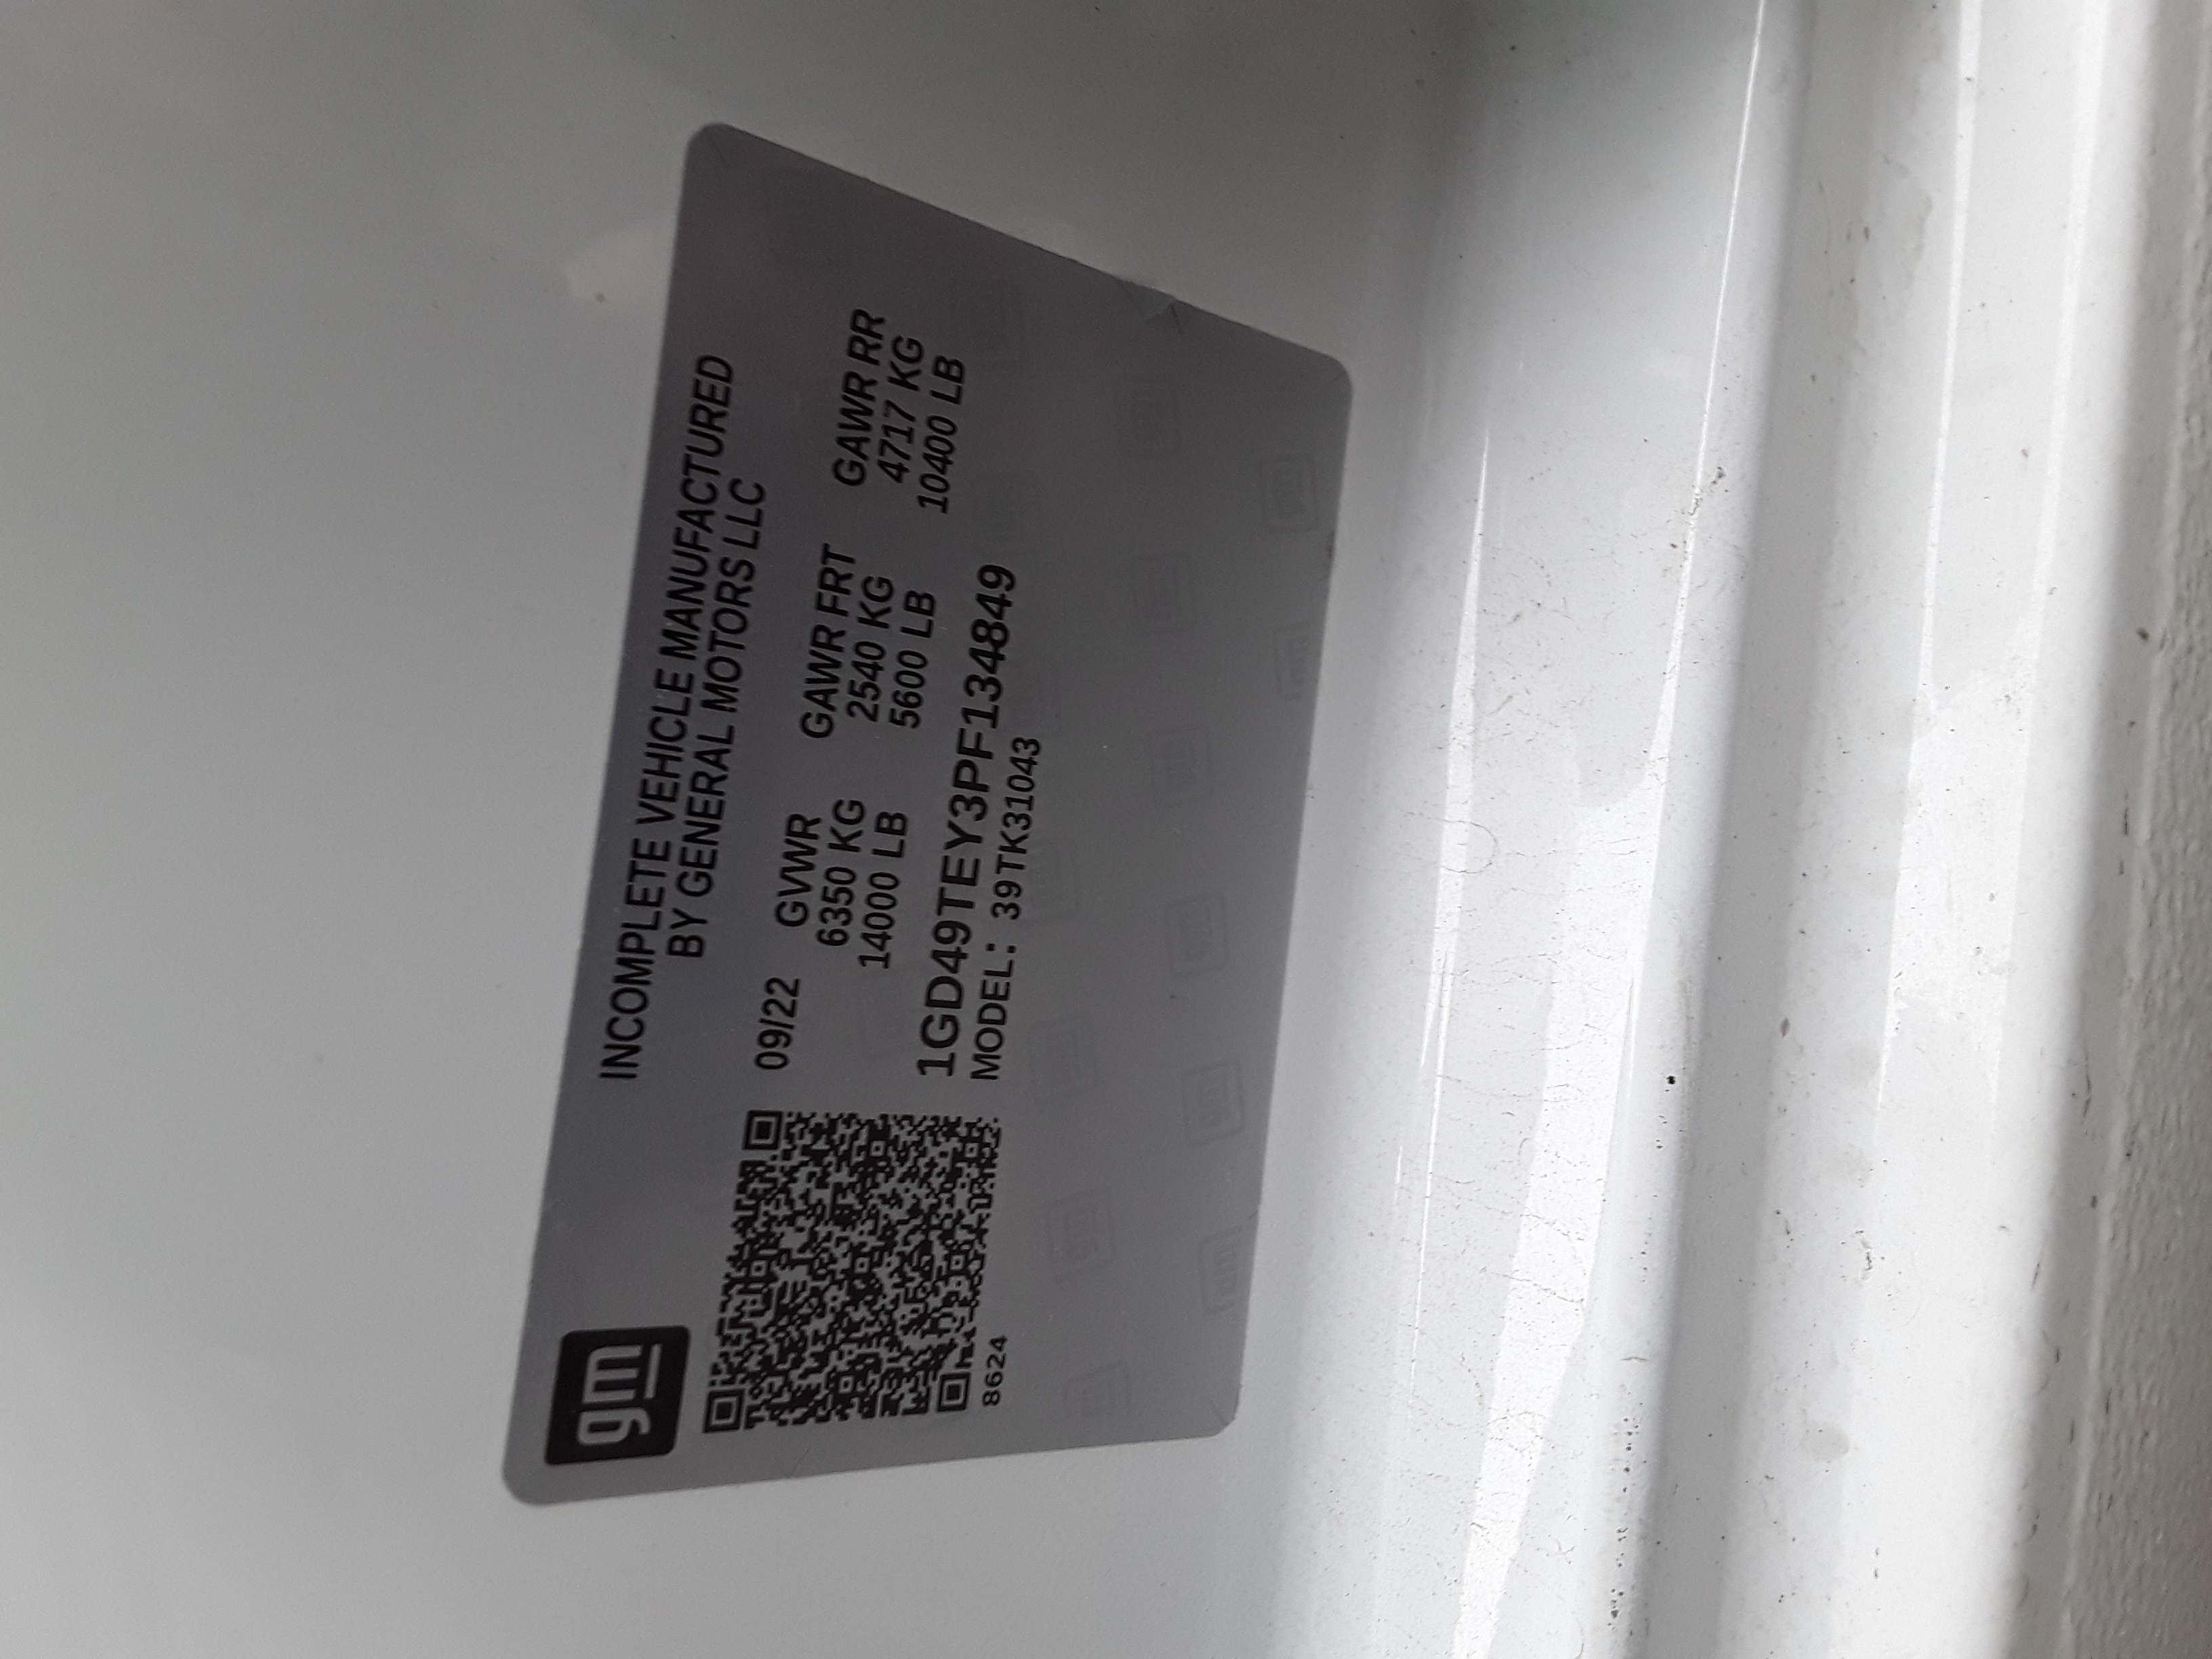 gm
INCOMPLETE VEHICLE MANUFACTURED
BY GENERAL MOTORS LLC
09/22
GVWR
6350 KG
14000 LB
GAWR FRT
2540 KG
5600 LB
GAWR RR
4717 KG
10400 LB
1GD49TEY3PF134849
MODEL: 39TK31043
8624